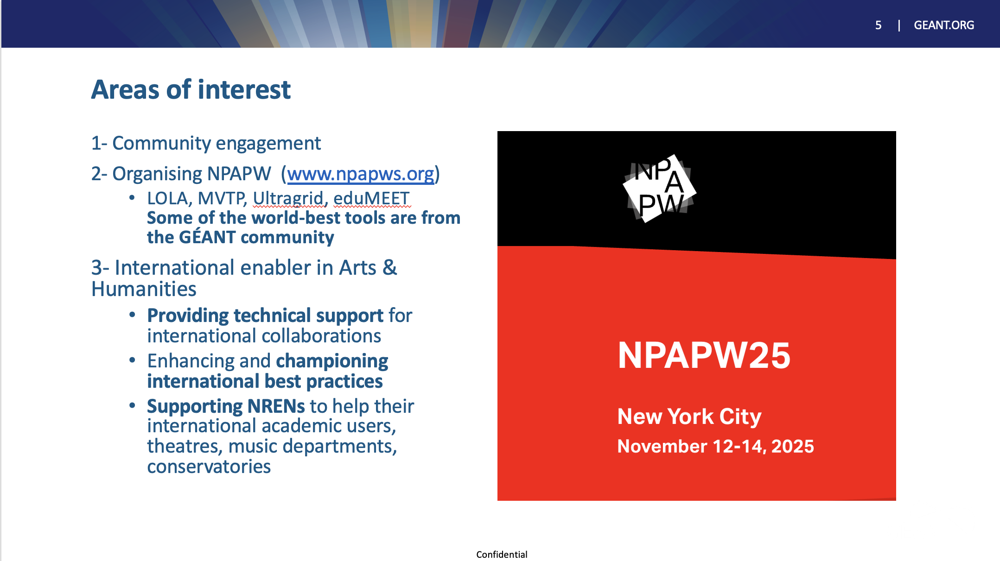 5 | GEANT.ORG
Areas of interest
1- Community engagement
2- Organising NPAPW (www.npapws.org)
• LOLA, MVTP, Ultragrid, eduMEET
Some of the world-best tools are from
the GÉANT community
3- International enabler in Arts &
Humanities
• Providing technical support for
international collaborations
• Enhancing and championing
international best practices
• Supporting NRENs to help their
international academic users,
theatres, music departments,
conservatories
NP
A
PW
NPAPW25
New York City
November 12-14, 2025
Confidential